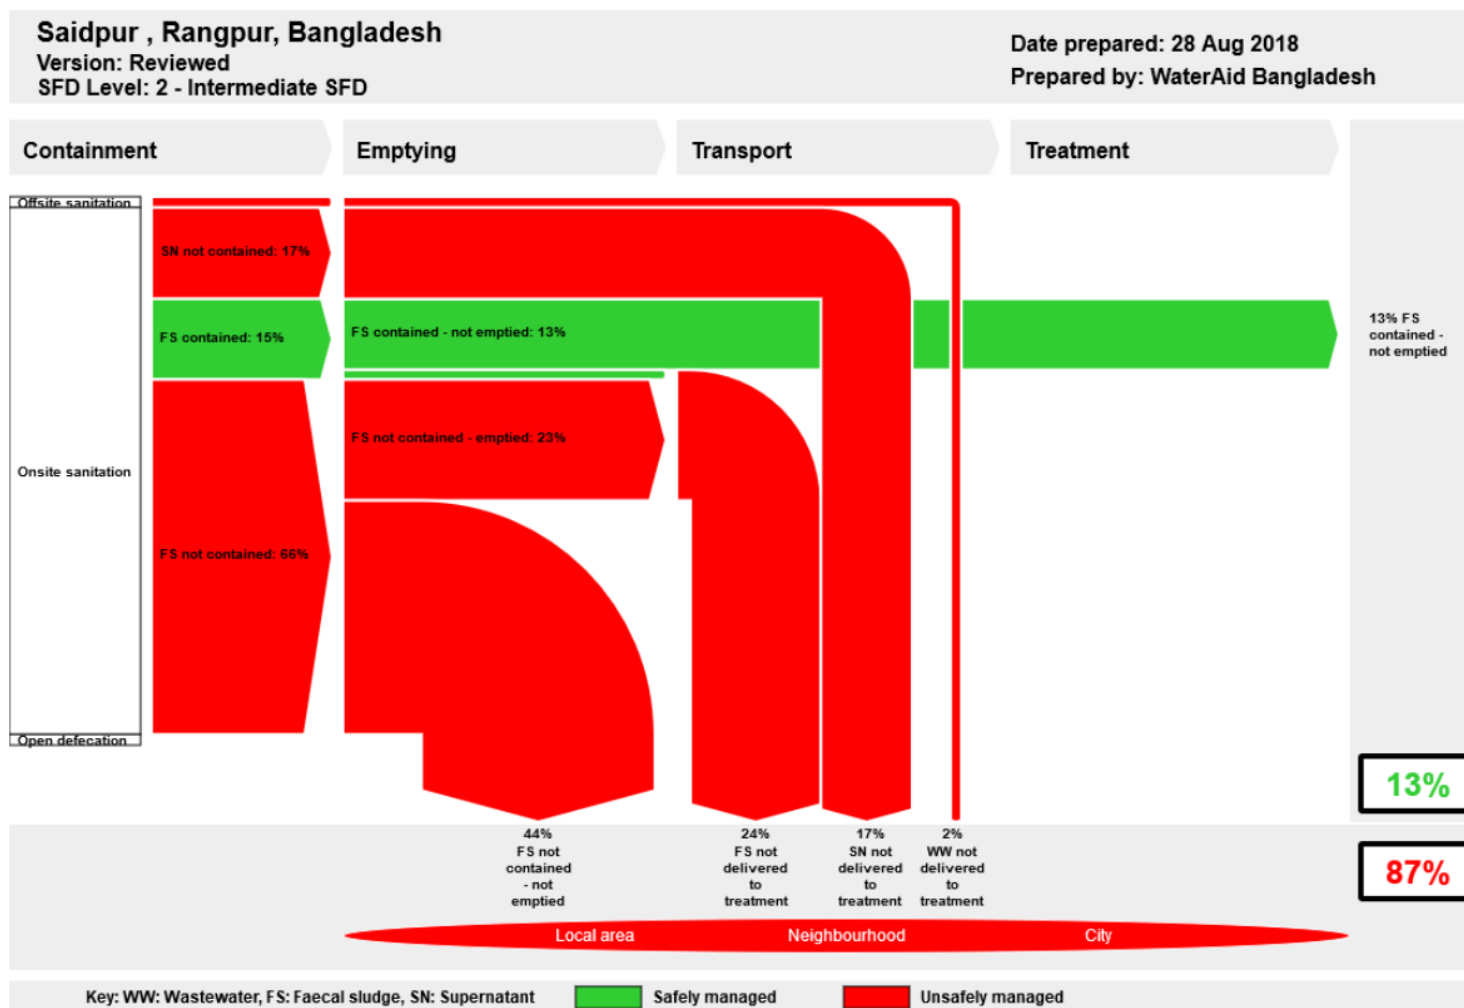 Saidpur , Rangpur, Bangladesh
Version: Reviewed
SFD Level: 2 - Intermediate SFD
Date prepared: 28 Aug 2018
Prepared by: WaterAid Bangladesh
Containment
Emptying
Transport
Treatment
Offsite sanitation
SN not contained: 17%
FS contained: 15%
FS contained - not emptied: 13%
13% FS
contained -
not emptied
FS not contained - emptied: 23%
Onsite sanitation
FS not contained: 66%
Open defecation
13%
44%
FS not
contained
- not
emptied
24%
FS not
delivered
to
treatment
17%
SN not
delivered
to
treatment
2%
WW not
delivered
to
treatment
87%
Local area
Neighbourhood
City
Key: WW: Wastewater, FS: Faecal sludge, SN: Supernatant
Safely managed
Unsafely managed